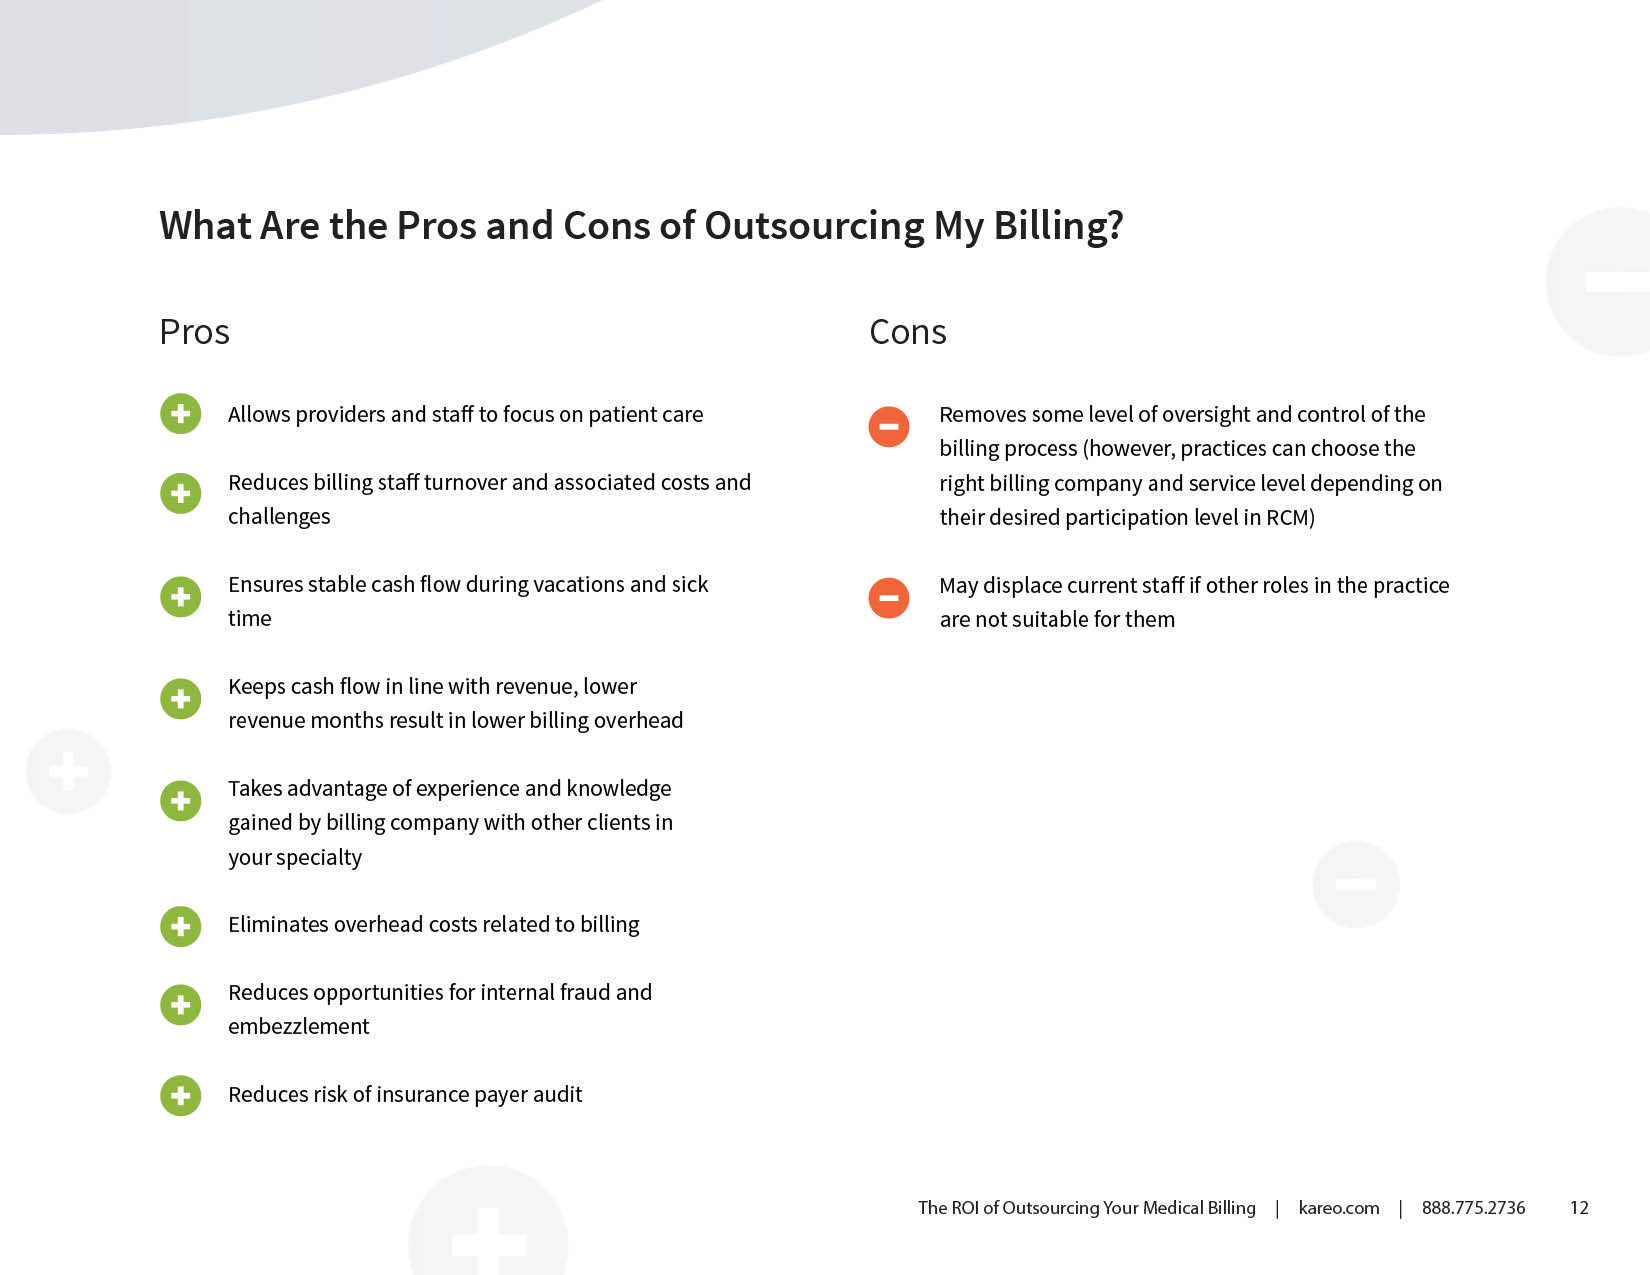 What Are the Pros and Cons of Outsourcing My Billing?
Pros
Allows providers and staff to focus on patient care
Reduces billing staff turnover and associated costs and
challenges
Ensures stable cash flow during vacations and sick
time
Keeps cash flow in line with revenue, lower
revenue months result in lower billing overhead
Takes advantage of experience and knowledge
gained by billing company with other clients in
your specialty
Eliminates overhead costs related to billing
Reduces opportunities for internal fraud and
embezzlement
Reduces risk of insurance payer audit
Cons
Removes some level of oversight and control of the
billing process (however, practices can choose the
right billing company and service level depending on
their desired participation level in RCM)
May displace current staff if other roles in the practice
are not suitable for them
The ROI of Outsourcing Your Medical Billing | kareo.com | 888.775.2736 12